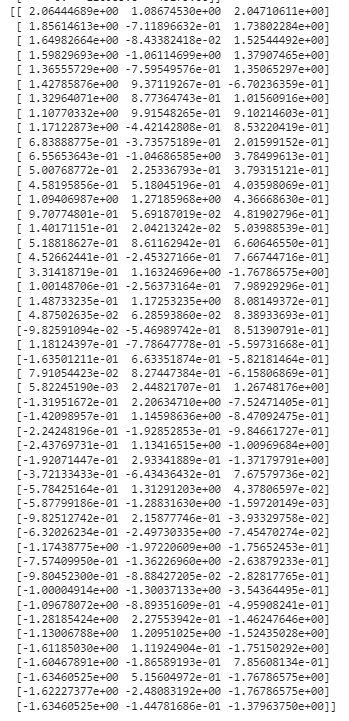 [[ 2.06444689e+00 1.08674530e+00 2.04710611e+00]
[ 1.85614613e+00 -7.11896632e-01 1.73802284e+00]
[ 1.64982664e+00 -8.43382418e-02 1.52544492e+00]
[ 1.59829693e+00 -1.06114699e+00 1.37907465e+00]
[ 1.36555729e+00 -7.59549576e-01 1.35065297e+00]
[ 1.42785876e+00 9.37119267e-01 -6.70236359e-01]
[ 1.32964071e+00 8.77364743e-01 1.01560916e+00]
[ 1.10770332e+00 9.91548265e-01 9.10214603e-01]
[ 1.17122873e+00 -4.42142808e-01 8.53220419e-01]
[ 6.83888775e-01 -3.73575189e-01 2.01599152e-01]
[ 6.55653643e-01 -1.04686585e+00 3.78499613e-01]
[ 5.00768772e-01 2.25336793e-01 3.79315121e-01]
[ 4.58195856e-01 5.18045196e-01 4.03598069e-01]
[ 1.09406987e+00 1.27185968e+00 4.36668630e-01]
[ 9.70774801e-01 5.69187019e-02 4.81902796e-01]
[ 1.40171151e-01 2.04213242e-02 5.03988539e-01]
[ 5.18818627e-01 8.61162942e-01 6.60646550e-01]
[ 4.52662441e-01 -2.45327166e-01 7.66744716e-01]
[ 3.31418719e-01 1.16324696e+00 -1.76786575e+00]
[ 1.00148706e-01 -2.56373164e-01 7.98929296e-01]
[ 1.48733235e-01 1.17253235e+00 8.08149372e-01]
[ 4.87502635e-02 6.28593860e-02 8.38933693e-01]
[-9.82591094e-02 -5.46989742e-01 8.51390791e-01]
[ 1.18124397e-01 -7.78647778e-01 -5.59731668e-01]
[-1.63501211e-01 6.63351874e-01 -5.82181464e-01]
[ 7.91054423e-02 8.27447384e-01 -6.15806869e-01]
[ 5.82245190e-03 2.44821707e-01 1.26748176e+00]
[-1.31951672e-01 2.20634710e+00 -7.52471405e-01]
[-1.42098957e-01 1.14598636e+00 -8.47092475e-01]
[-2.24248196e-01 -1.92852853e-01 -9.84661727e-01]
[-2.43769731e-01 1.13416515e+00 -1.00969684e+00]
[-1.92071447e-01 2.93341889e-01 -1.37179791e+00]
[-3.72133433e-01 -6.43436432e-01 7.67579736e-02]
[-5.78425164e-01 1.31291203e+00 4.37806597e-02]
[-5.87799186e-01 -1.28831630e+00 -1.59720149e-03]
[-9.82512742e-01 2.15877746e-01 -3.93329758e-02]
[-6.32026234e-01 -2.49730335e+00 -7.45470274e-02]
[-1.17438775e+00 -1.97220609e+00 -1.75652453e-01]
[-7.57409950e-01 -1.36226960e+00 -2.63879233e-01]
[-9.80452300e-01 -8.88427205e-02 -2.82817765e-01]
[-1.00004914e+00 -1.30037133e+00 -3.54364495e-01]
[-1.09678072e+00 -8.89351609e-01 -4.95908241e-01]
[-1.28185424e+00 2.27553942e-01 -1.46247646e+00]
[-1.13006788e+00 1.20951025e+00 -1.52435028e+00]
[-1.61185030e+00 1.11924904e-01 -1.75150292e+00]
[-1.60467891e+00 -1.86589193e-01 7.85608134e-01]
[-1.63460525e+00 5.15604972e-01 -1.76786575e+00]
[-1.62227377e+00 -2.48083192e+00 -1.76786575e+00]
[-1.63460525e+00 -1.44781686e-01 -1.37963750e+00]]